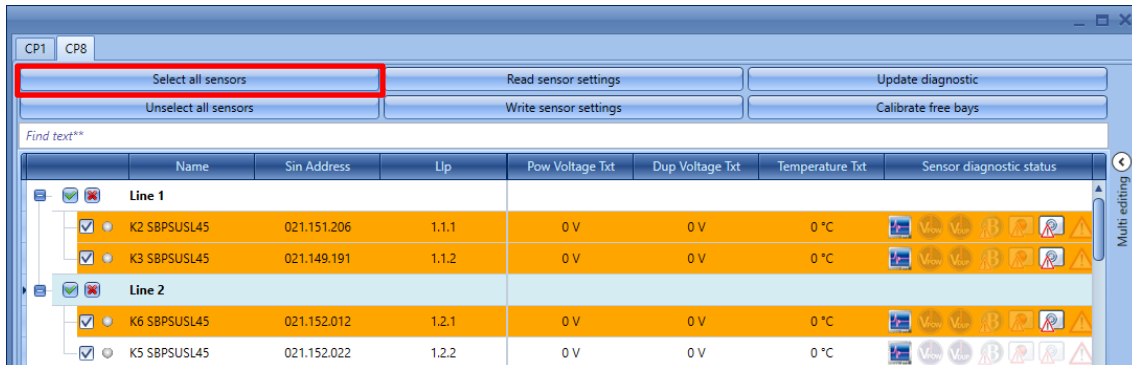 CP1 CP8
Select all sensors Read sensor settings Update diagnostic
Unselect all sensors Write sensor settings Calibrate free bays
Find text**
Name Sin Address Llp Pow Voltage Txt Dup Voltage Txt Temperature Txt Sensor diagnostic status
Multi editing
Line 1
K2 SBPSUSL45 021.151.206 1.1.1 0 V 0 V 0 °C
K3 SBPSUSL45 021.149.191 1.1.2 0 V 0 V 0 °C
Line 2
K6 SBPSUSL45 021.152.012 1.2.1 0 V 0 V 0 °C
K5 SBPSUSL45 021.152.022 1.2.2 0 V 0 V 0 °C